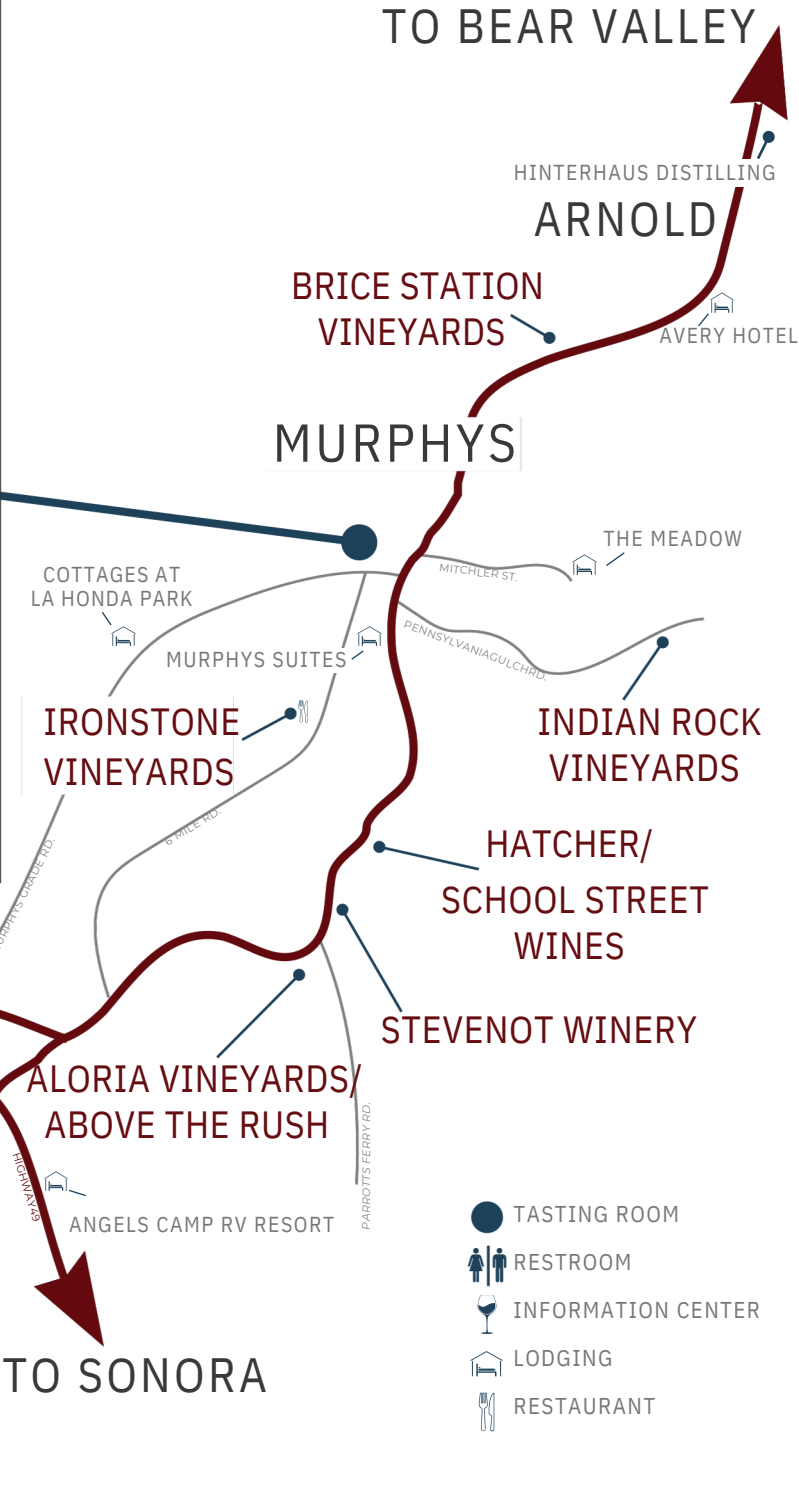 TO BEAR VALLEY
HINTERHAUS DISTILLING
ARNOLD
BRICE STATION
VINEYARDS
AVERY HOTEL
MURPHYS
THE MEADOW
MITCHLER ST.
COTTAGES AT
LA HONDA PARK
PENNSYLVANIAGULCHRD.
MURPHYS SUITES
IRONSTONE
VINEYARDS
INDIAN ROCK
VINEYARDS
6 MILE RD.
HATCHER/
SCHOOL STREET
WINES
URPHYS GRADE RD.
STEVENOT WINERY
ALORIA VINEYARDS/
ABOVE THE RUSH
PARROTTS FERRY RD.
HIGHWAY49
ANGELS CAMP RV RESORT
TO SONORA
TASTING ROOM
RESTROOM
INFORMATION CENTER
LODGING
RESTAURANT